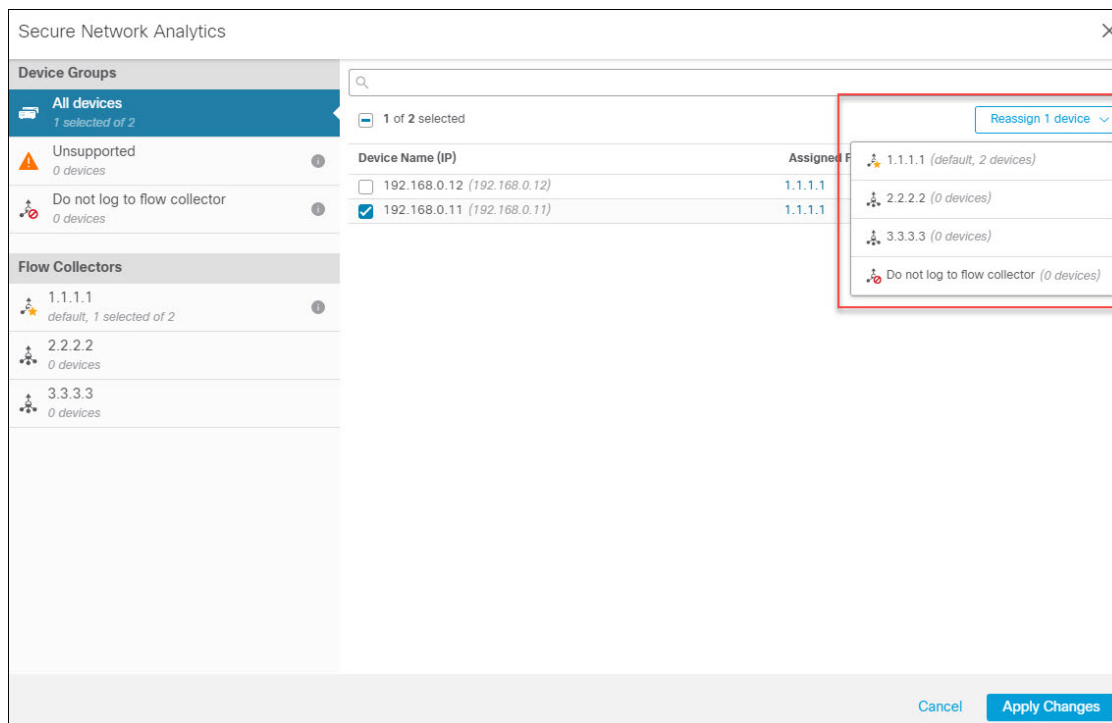 Secure Network Analytics
Device Groups
All devices
1 selected of 2
Unsupported
0 devices
Do not log to flow collector
0 devices
Flow Collectors
1.1.1.1
default, 1 selected of 2
2.2.2.2
0 devices
3.3.3.3
0 devices
1 of 2 selected
Reassign 1 device
Device Name (IP) Assigned F
192.168.0.12 (192.168.0.12) 1.1.1.1
192.168.0.11 (192.168.0.11) 1.1.1.1
1.1.1.1 (default, 2 devices)
2.2.2.2 (0 devices)
3.3.3.3 (0 devices)
Do not log to flow collector (0 devices)
Cancel Apply Changes